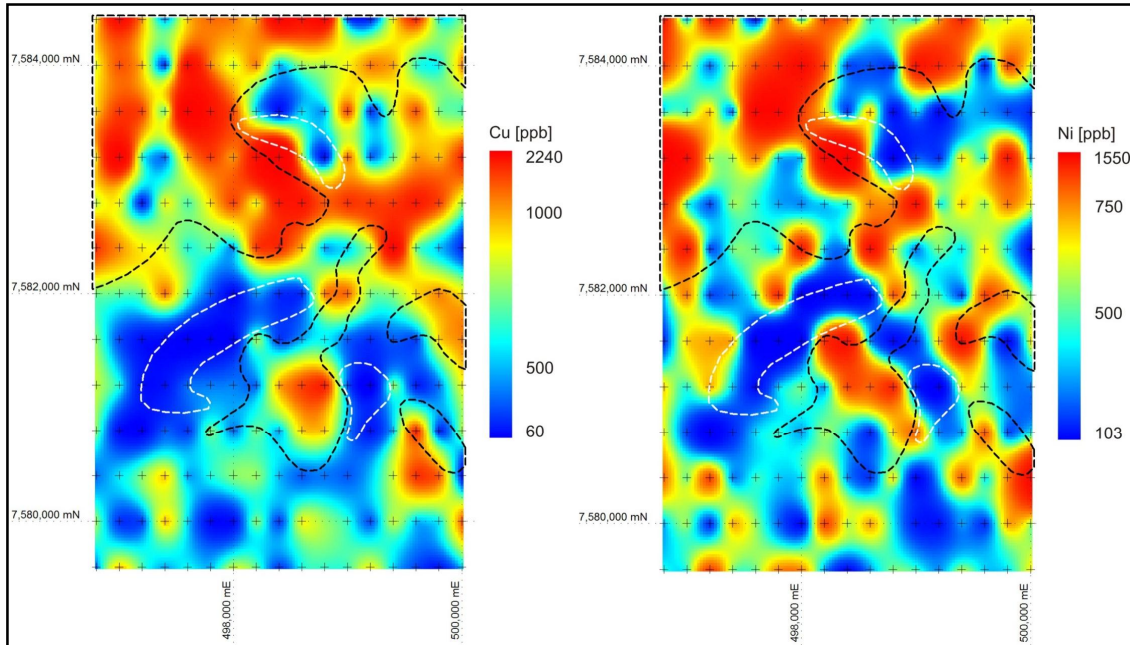 7,584,000 mN
7,582,000 mN
7,580,000 mN
498,000 mE
500,000 mE
Cu [ppb]
2240
1000
500
60
7,584,000 mN
7,582,000 mN
7,580,000 mN
498,000 mE
500,000 mE
Ni [ppb]
1550
750
500
103